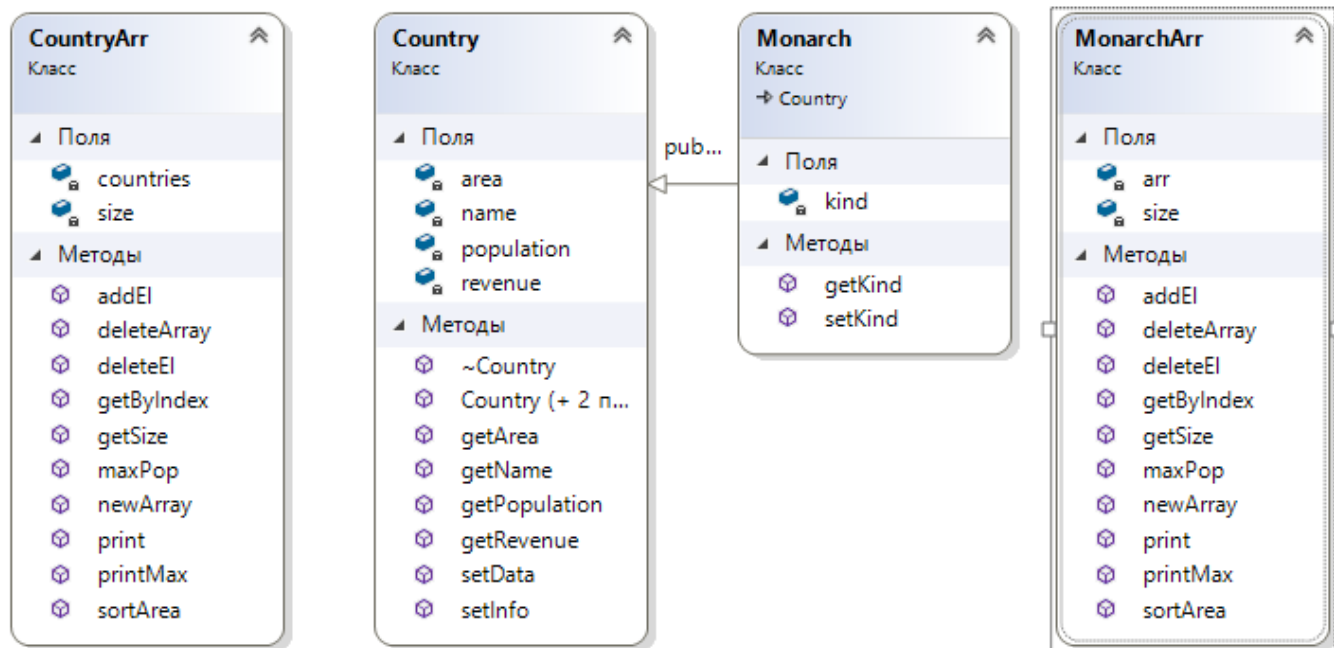 CountryArr
Класс
Поля
countries
size
Методы
addEl
deleteArray
deleteEl
getByIndex
getSize
maxPop
newArray
print
printMax
sortArea
Country
Класс
Поля
area
name
population
revenue
Методы
~Country
Country (+ 2 п...
getArea
getName
getPopulation
getRevenue
setData
setInfo
pub...
Monarch
Класс
Country
Поля
kind
Методы
getKind
setKind
MonarchArr
Класс
Поля
arr
size
Методы
addEl
deleteArray
deleteEl
getByIndex
getSize
maxPop
newArray
print
printMax
sortArea